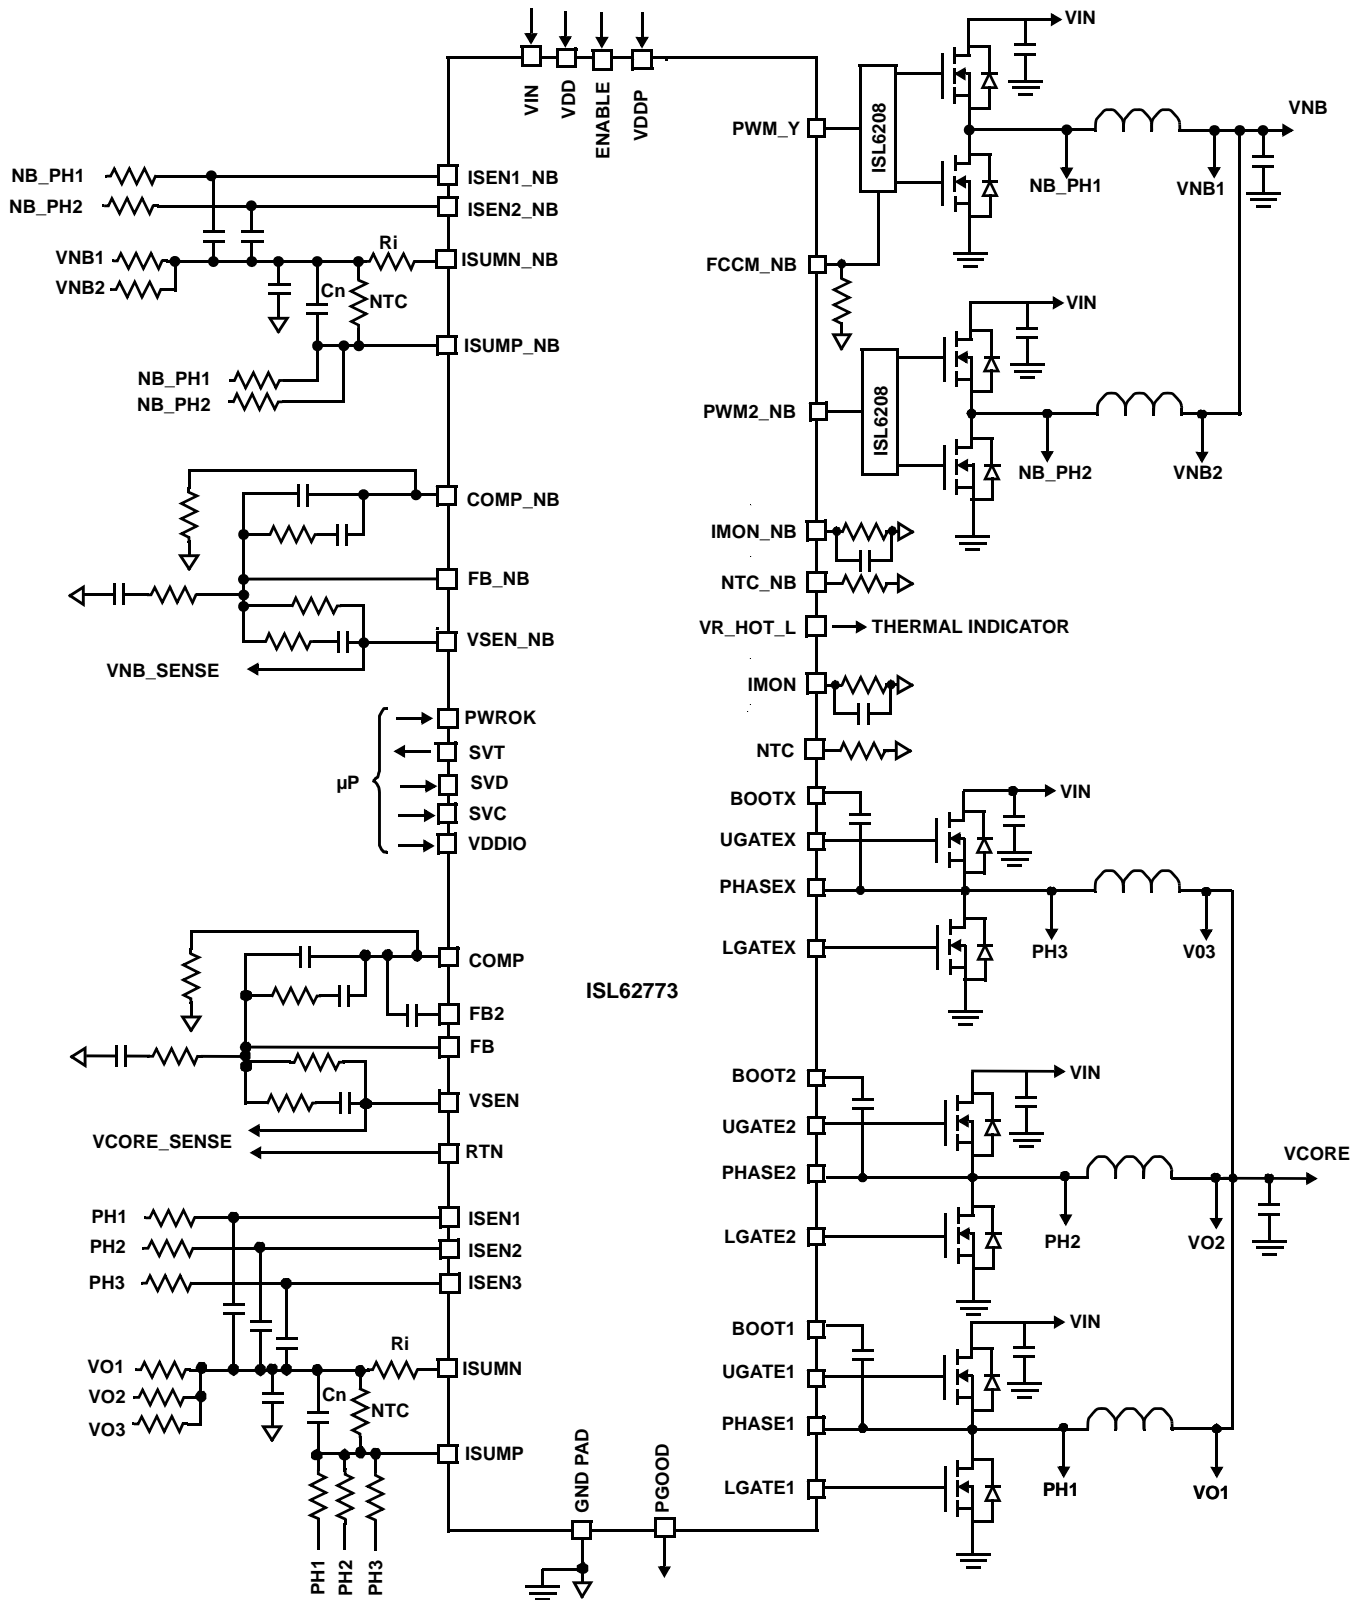 VIN
VDD
ENABLE
VDDP
VIN
PWM_Y
ISL6208
VNB
NB_PH1
VNB1
NB_PH1
ISEN1_NB
NB_PH2
ISEN2_NB
Ri
VNB1
ISUMN_NB
FCCM_NB
VNB2
Cn
NTC
VIN
ISUMP_NB
NB_PH1
NB_PH2
PWM2_NB
ISL6208
NB_PH2
VNB2
COMP_NB
IMON_NB
FB_NB
NTC_NB
VR_HOT_L
THERMAL INDICATOR
VSEN_NB
VNB_SENSE
IMON
PWROK
SVT
NTC
µP
SVD
SVC
VDDIO
BOOTX
VIN
UGATEX
PHASEX
LGATEX
PH3
V03
COMP
ISL62773
FB2
FB
VSEN
VCORE_SENSE
RTN
BOOT2
VIN
UGATE2
VCORE
PHASE2
LGATE2
PH2
VO2
PH1
ISEN1
PH2
ISEN2
PH3
ISEN3
BOOT1
VIN
Ri
VO1
ISUMN
UGATE1
VO2
Cn
NTC
VO3
PHASE1
ISUMP
LGATE1
PH1
VO1
GND PAD
PGOOD
PH1
PH2
PH3